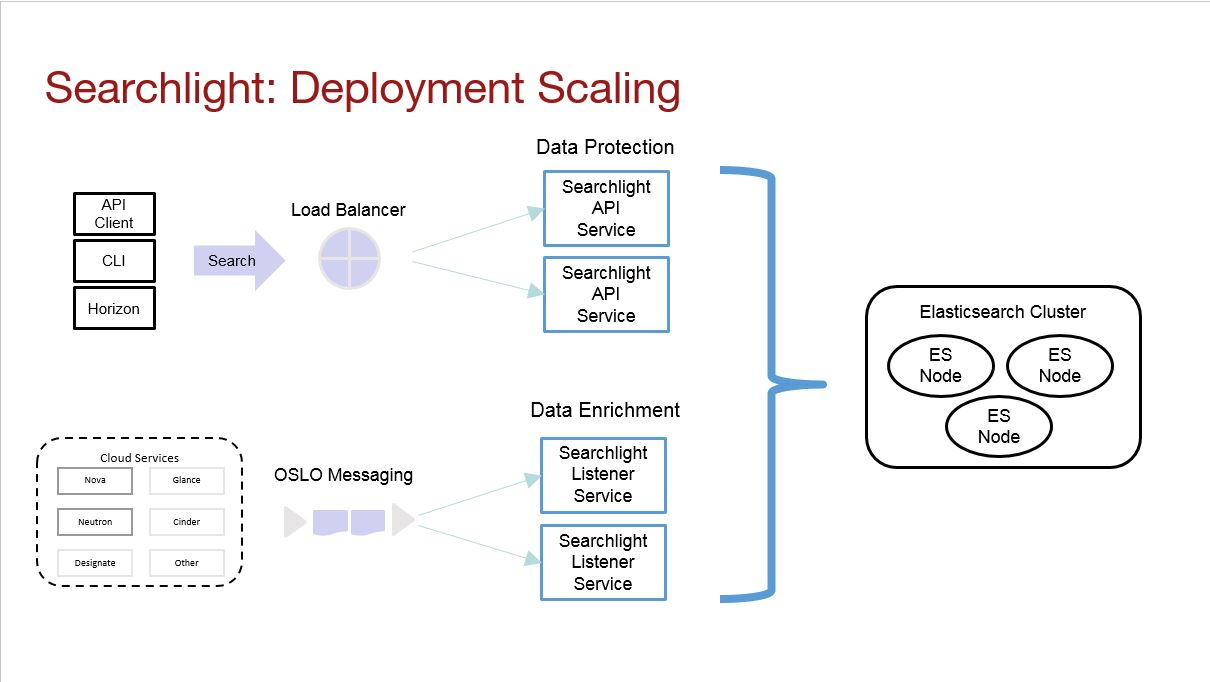 Searchlight: Deployment Scaling
Data Protection
API
Client
CLI
Horizon
Search
Load Balancer
Searchlight
API
Service
Searchlight
API
Service
Elasticsearch Cluster
ES
Node
ES
Node
ES
Node
Data Enrichment
Cloud Services
Nova
Glance
Neutron
Cinder
Designate
Other
OSLO Messaging
Searchlight
Listener
Service
Searchlight
Listener
Service